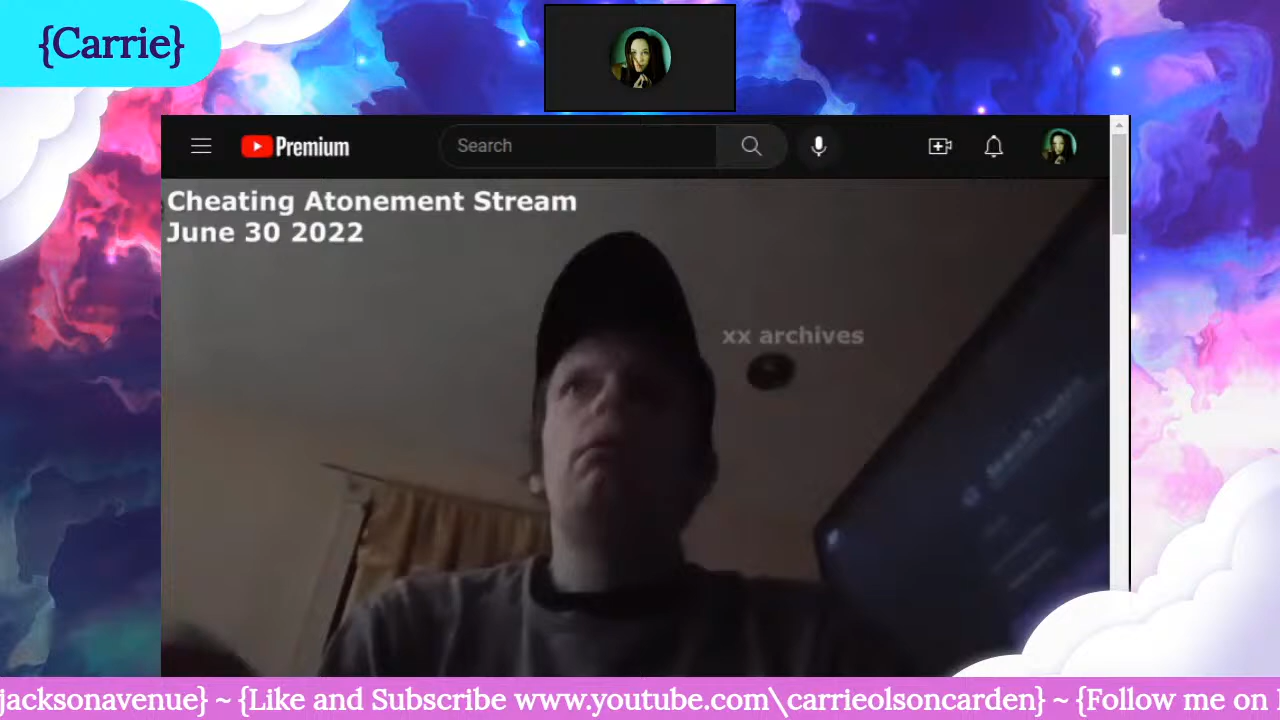 {Carrie}
Premium
Search
Cheating Atonement Stream
June 30 2022
xx archives
jacksonavenue} ~ {Like and Subscribe www.youtube.com\carrieolsoncarden} ~ {Follow me on